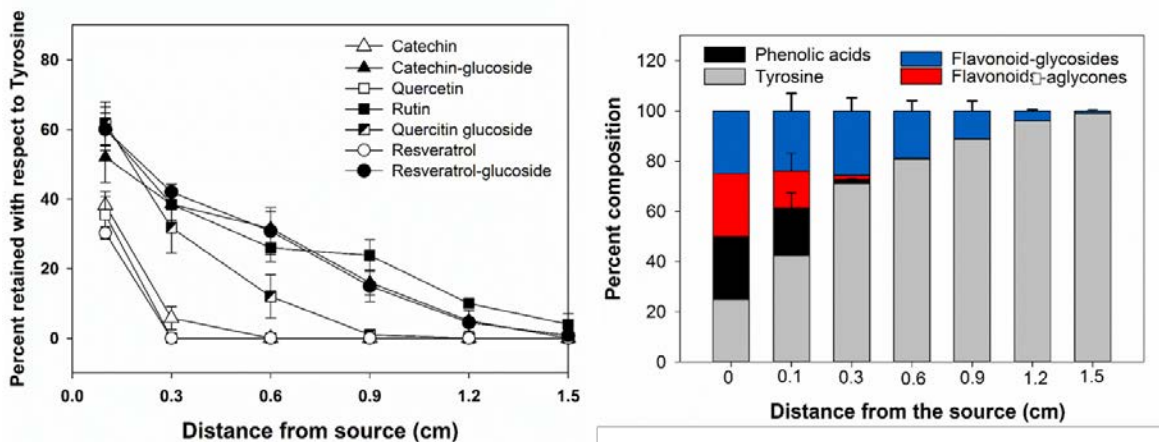 Percent retained with respect to Tyrosine
80
60
40
20
0
Catechin
Catechin-glucoside
Quercetin
Rutin
Quercitin glucoside
Resveratrol
Resveratrol-glucoside
0.0 0.3 0.6 0.9 1.2 1.5
Distance from source (cm)
Percent composition
120
100
80
60
40
20
0
Phenolic acids
Tyrosine
Flavonoid-glycosides
Flavonoids-aglycones
0 0.1 0.3 0.6 0.9 1.2 1.5
Distance from the source (cm)